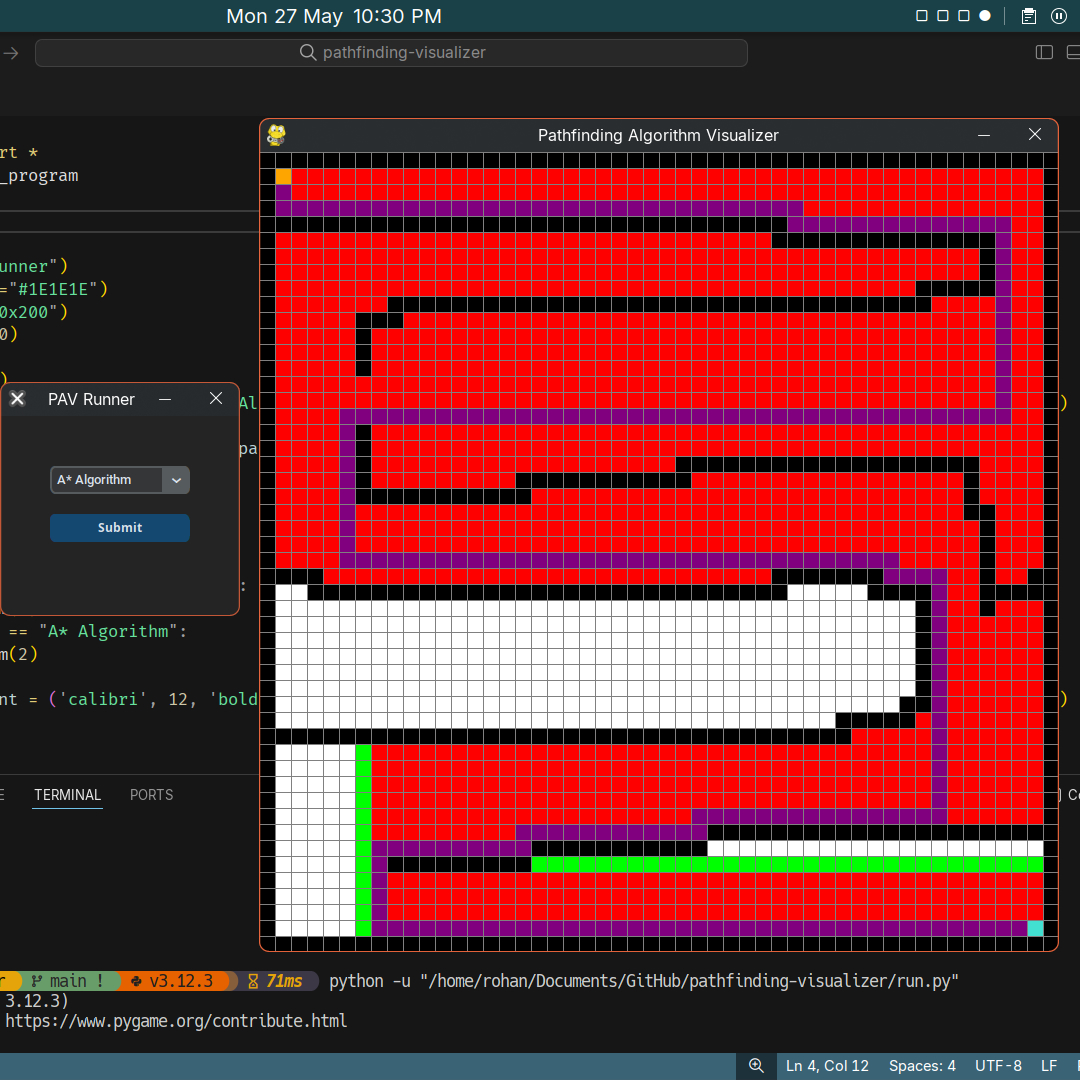 Mon 27 May 10:30 PM
pathfinding-visualizer
Pathfinding Algorithm Visualizer
rt *
_program
unner")
="#1E1E1E")
0x200")
0)
)
PAV Runner
Al
)
pa
A* Algorithm
Submit
:
== "A* Algorithm":
m(2)
nt = ('calibri', 12, 'bold
)
E
TERMINAL
PORTS
Co
r main ! v3.12.3 71ms python -u "/home/rohan/Documents/GitHub/pathfinding-visualizer/run.py"
3.12.3)
https://www.pygame.org/contribute.html
Ln 4, Col 12 Spaces: 4 UTF-8 LF